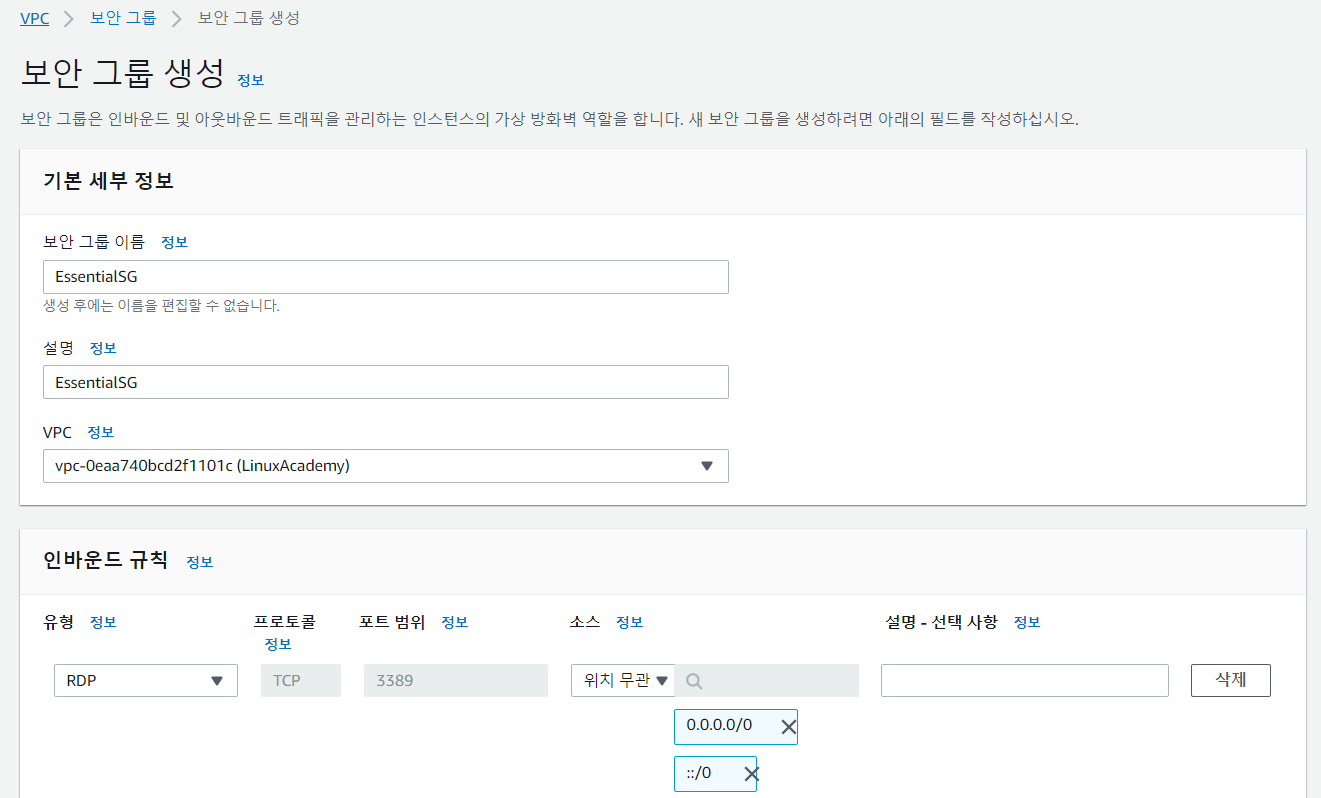 VPC > 보안 그룹 > 보안 그룹 생성
보안 그룹 생성 정보
보안 그룹은 인바운드 및 아웃바운드 트래픽을 관리하는 인스턴스의 가상 방화벽 역할을 합니다. 새 보안 그룹을 생성하려면 아래의 필드를 작성하십시오.
기본 세부 정보
보안 그룹 이름 정보
EssentialSG
생성 후에는 이름을 편집할 수 없습니다.
설명 정보
EssentialSG
VPC 정보
vpc-0eaa740bcd2f1101c (LinuxAcademy)
인바운드 규칙 정보
유형 정보 프로토콜 포트 범위 정보 소스 정보 설명 - 선택 사항 정보
정보
RDP TCP 3389 위치 무관 삭제
0.0.0.0/0
::/0